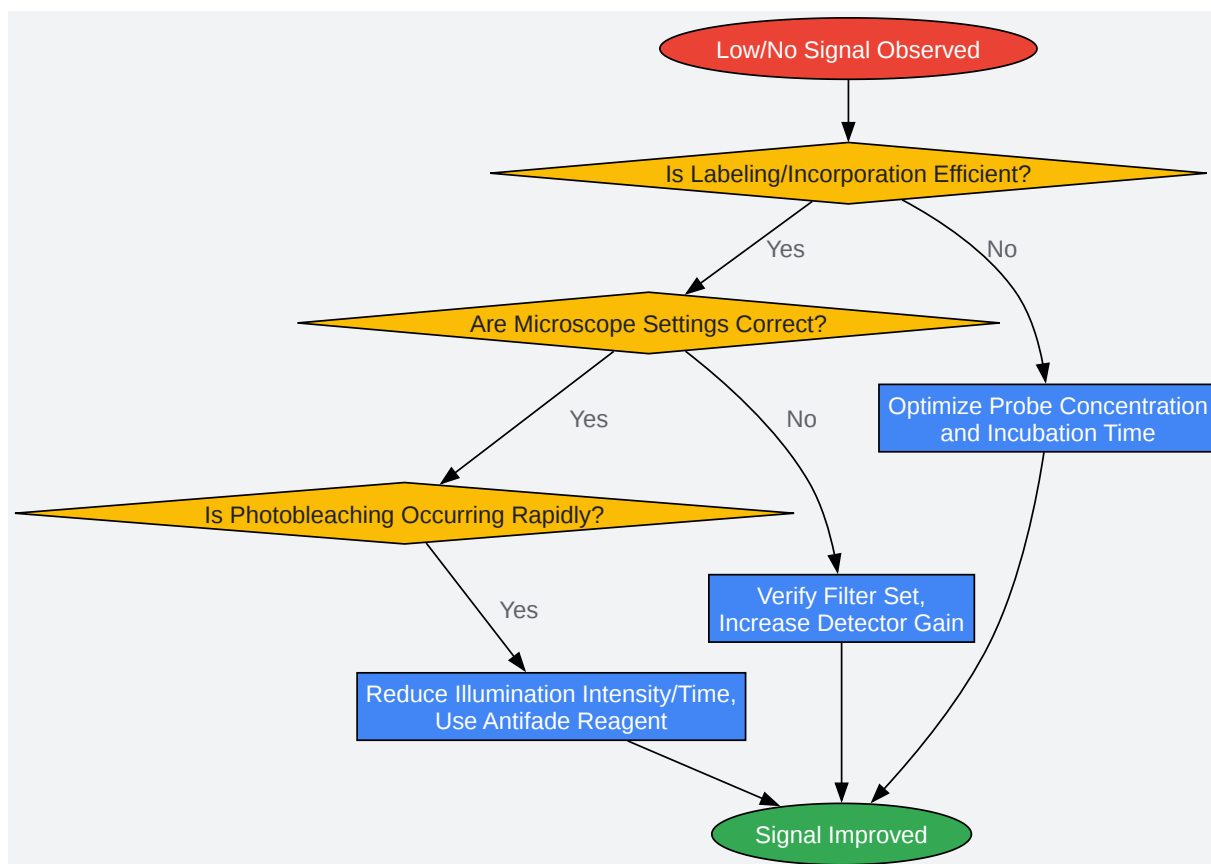 Low/No Signal Observed
Is Labeling/Incorporation Efficient?
Yes
No
Are Microscope Settings Correct?
Optimize Probe Concentration
and Incubation Time
Yes
No
Is Photobleaching Occurring Rapidly?
Verify Filter Set,
Increase Detector Gain
Yes
Reduce Illumination Intensity/Time,
Use Antifade Reagent
Signal Improved